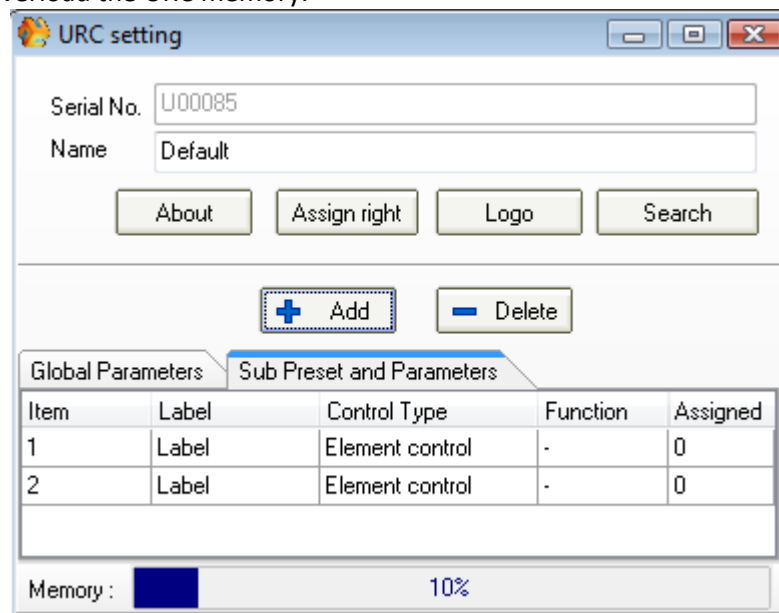 URC setting
Serial No. U00085
Name Default
About Assign right Logo Search
Add Delete
Global Parameters Sub Preset and Parameters
Item Label Control Type Function Assigned
1 Label Element control - 0
2 Label Element control - 0
Memory : 10%